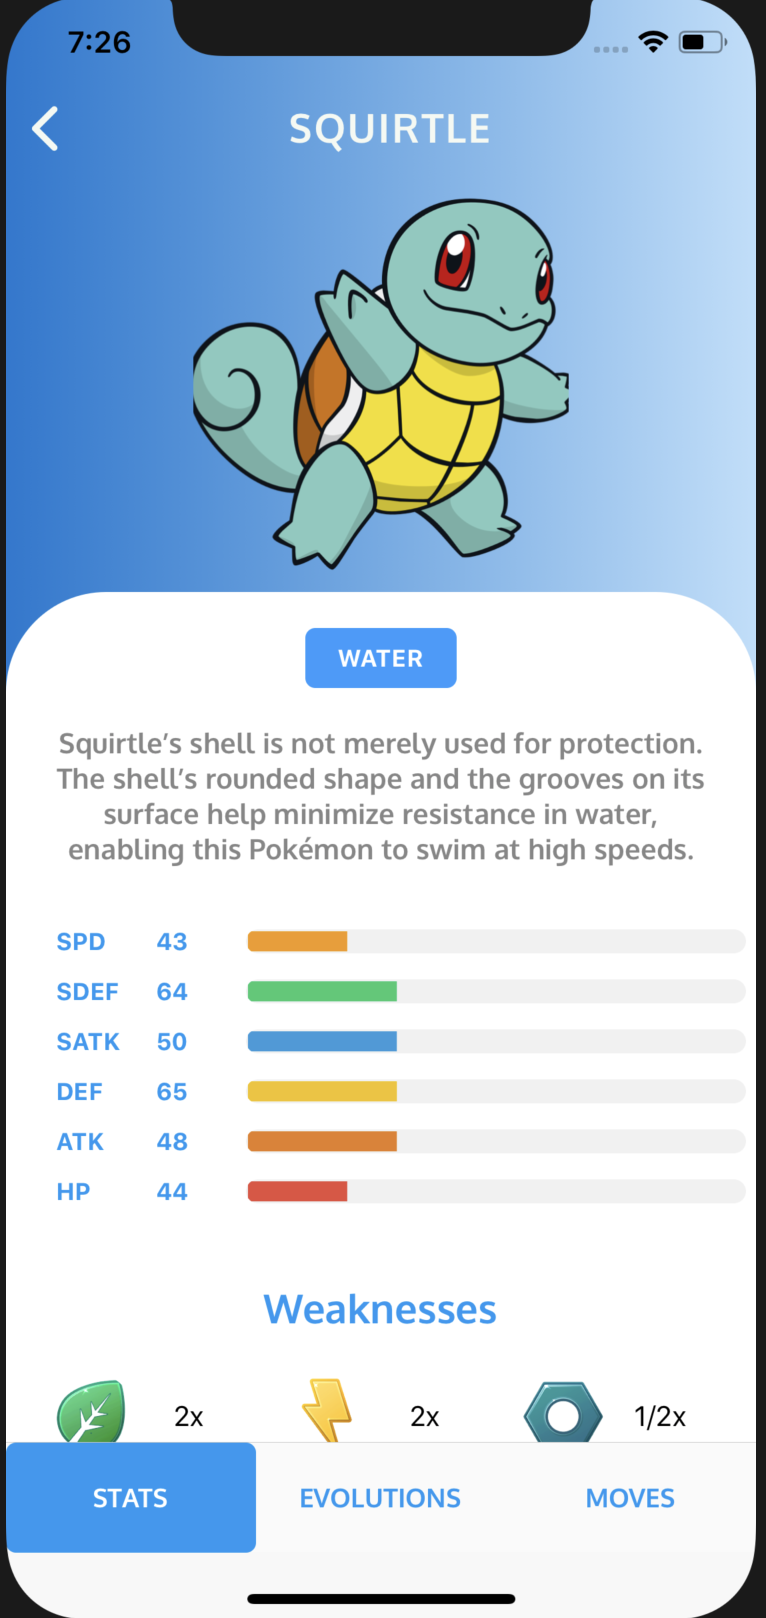 7:26
SQUIRTLE
WATER
Squirtle’s shell is not merely used for protection.
The shell’s rounded shape and the grooves on its
surface help minimize resistance in water,
enabling this Pokémon to swim at high speeds.
SPD 43
SDEF 64
SATK 50
DEF 65
ATK 48
HP 44
Weaknesses
2x 2x 1/2x
STATS EVOLUTIONS MOVES